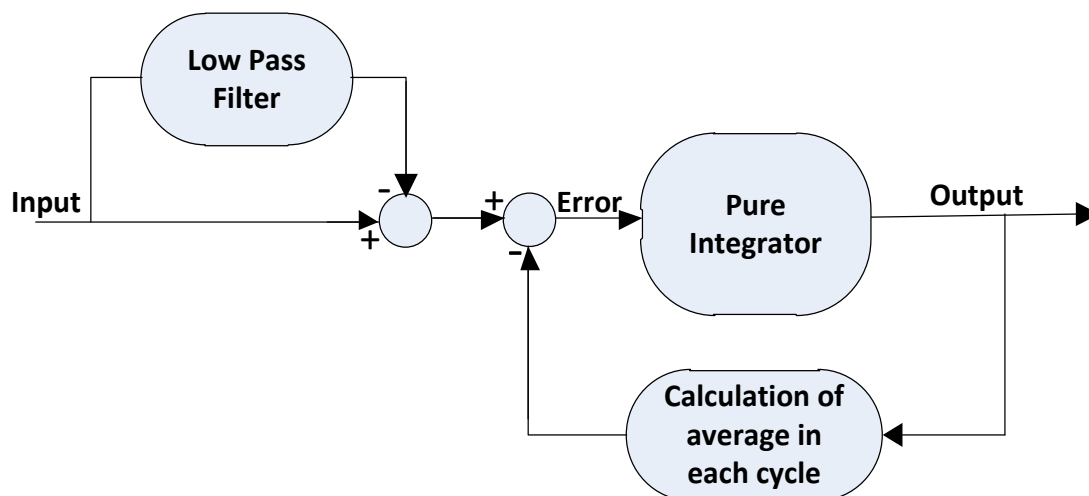 Low Pass
Filter
Input
-
+
+
-
Error
Pure
Integrator
Output
Calculation of
average in
each cycle